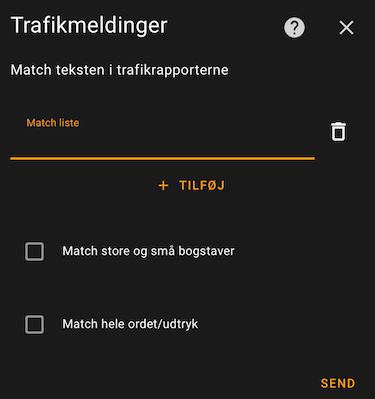 Trafikmeldinger
Match teksten i trafikrapporterne
Match liste
+ TILFØJ
Match store og små bogstaver
Match hele ordet/udtryk
SEND